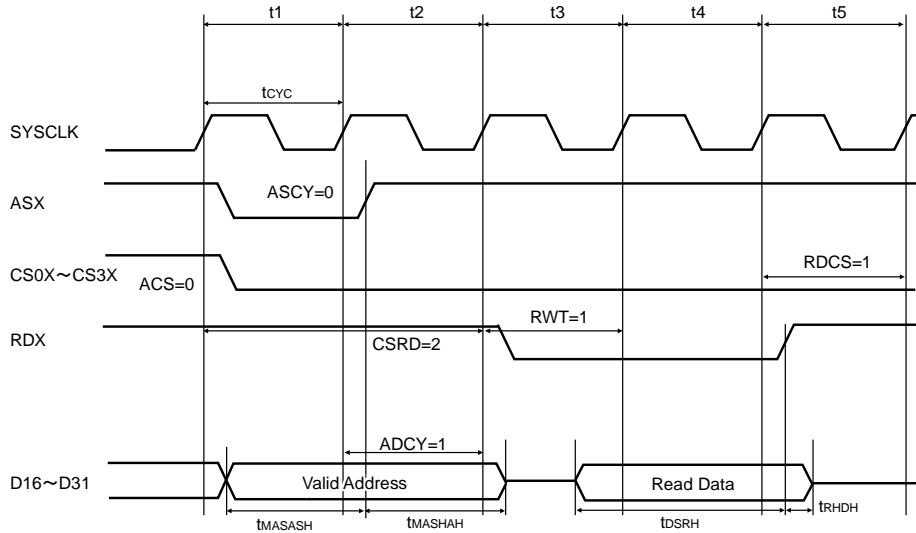 t1 t2 t3 t4 t5
tCYC
SYSCLK
ASX
ASCY=0
CS0X～CS3X
ACS=0
RDCS=1
RDX
RWT=1
CSRD=2
ADCY=1
D16～D31
Valid Address
Read Data
tMASASH
tMASHAH
tDSRH
tRHDH